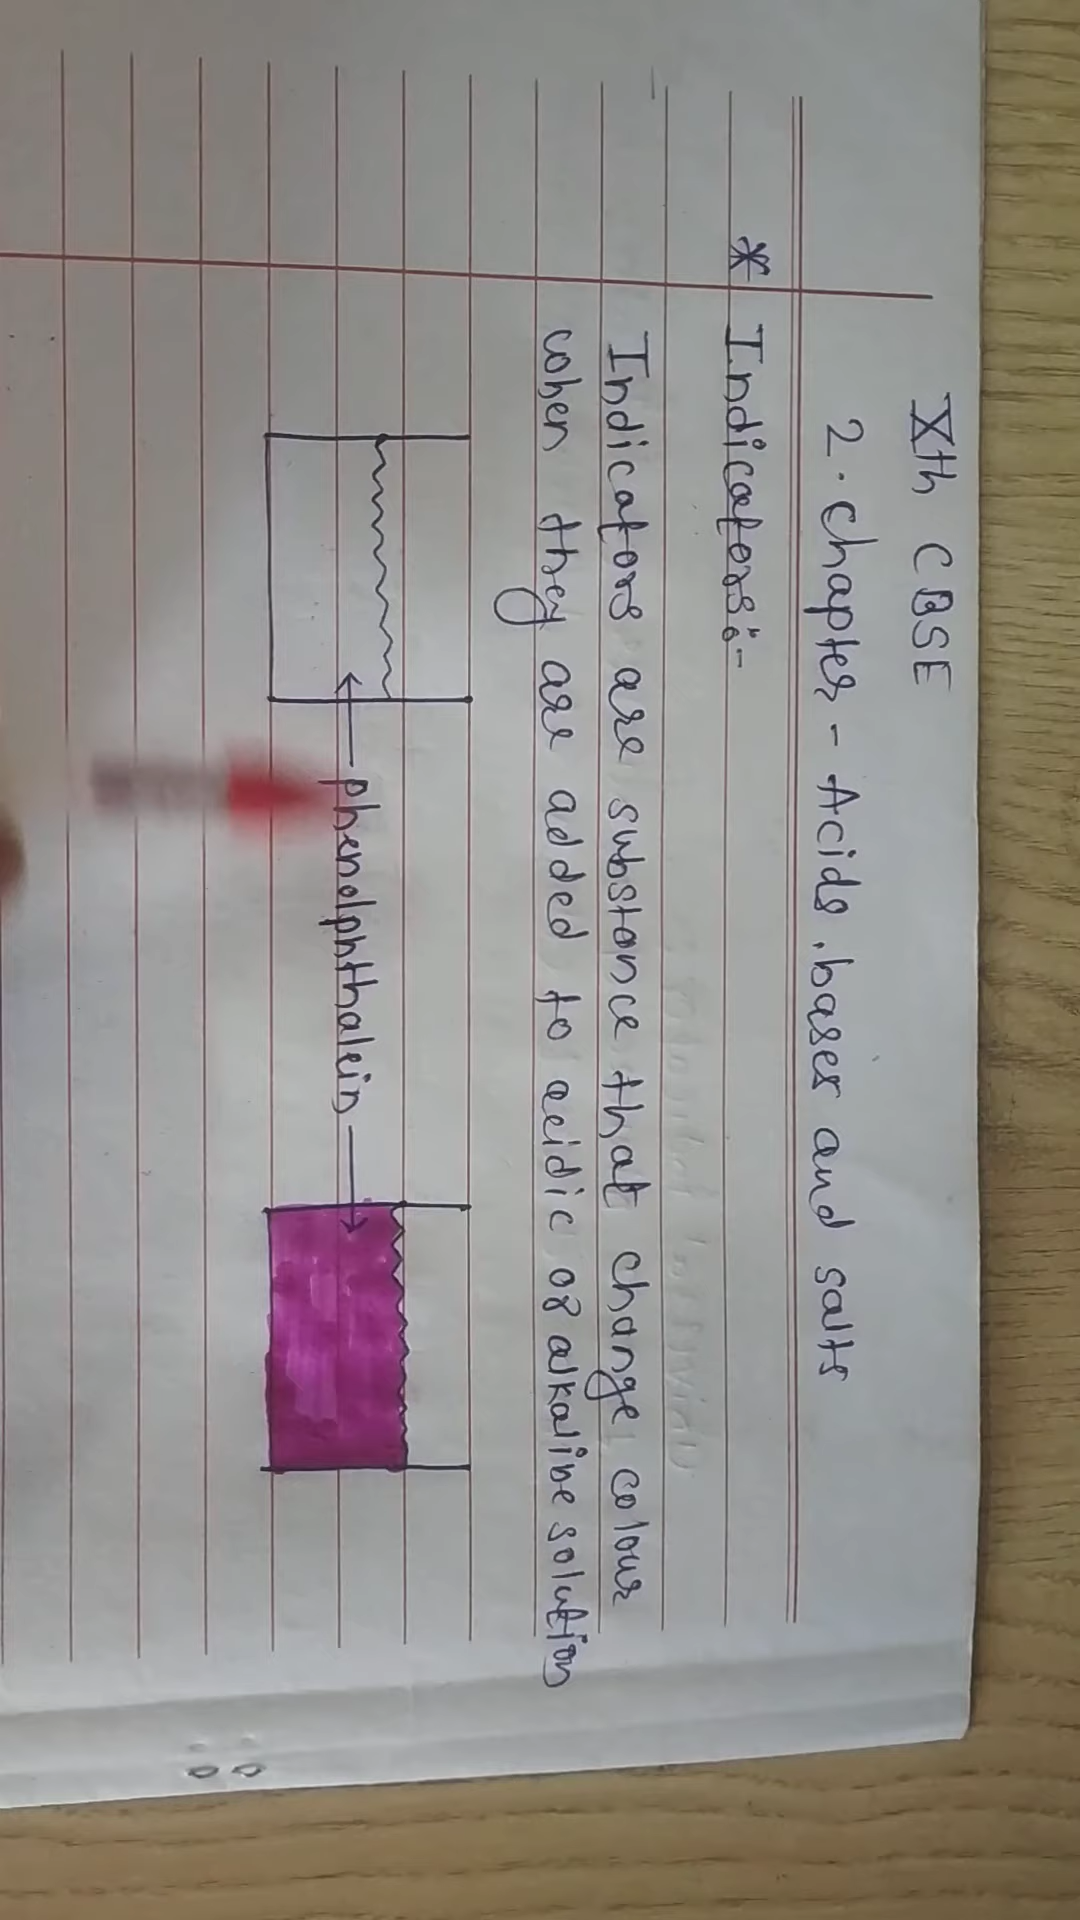 Xth CBSE
2. chapter - Acids, bases and salts
* Indicators:-
Indicators are substance that change colour
when they are added to acidic or alkaline solution
phenolphthalein